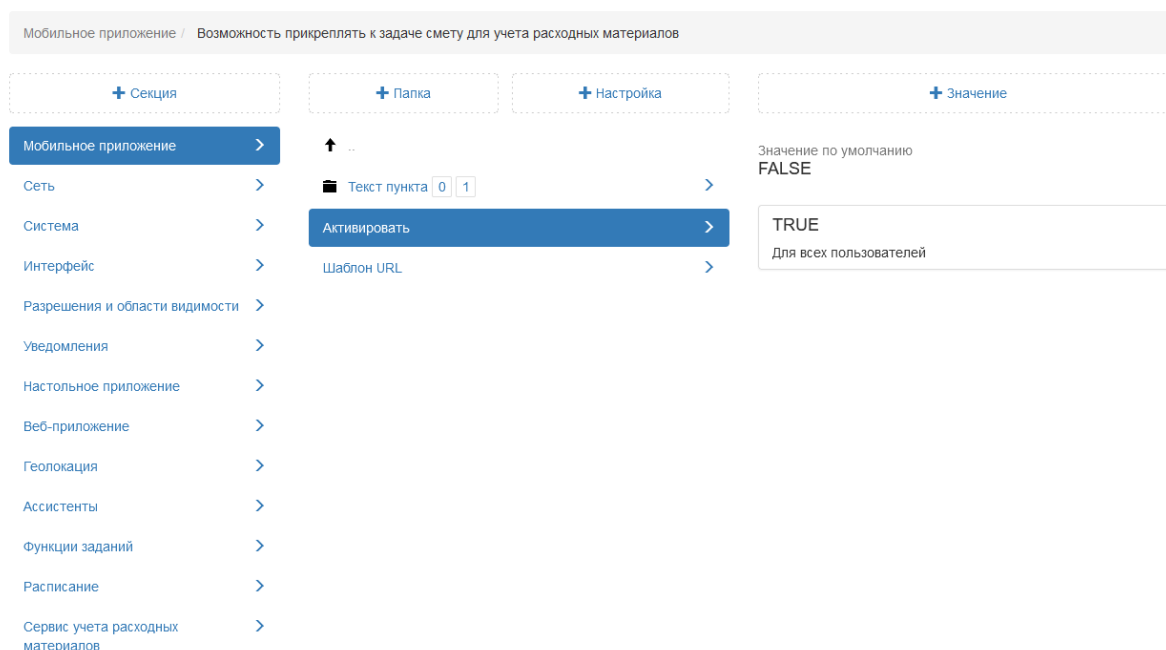 Мобильное приложение / Возможность прикреплять к задаче смету для учета расходных материалов
+ Секция
+ Папка
+ Настройка
+ Значение
Мобильное приложение
Сеть
Система
Интерфейс
Разрешения и области видимости
Уведомления
Настольное приложение
Веб-приложение
Геолокация
Ассистенты
Функции заданий
Расписание
Сервис учета расходных
материалов
..
Текст пункта 0 1
Активировать
Шаблон URL
Значение по умолчанию
FALSE
TRUE
Для всех пользователей